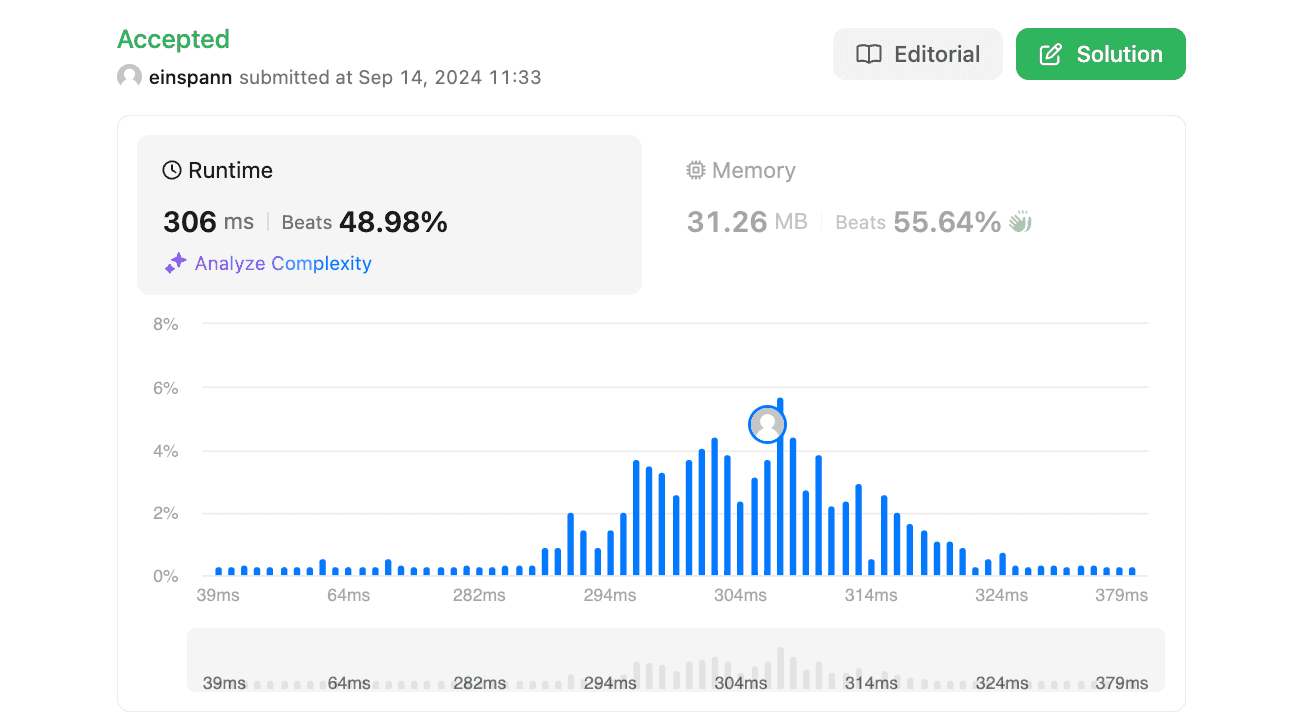 Accepted
einspann submitted at Sep 14, 2024 11:33
Editorial
Solution
Runtime
306 ms Beats 48.98%
Analyze Complexity
Memory
31.26 MB Beats 55.64%
8%
6%
4%
2%
0%
39ms 64ms 282ms 294ms 304ms 314ms 324ms 379ms
39ms 64ms 282ms 294ms 304ms 314ms 324ms 379ms